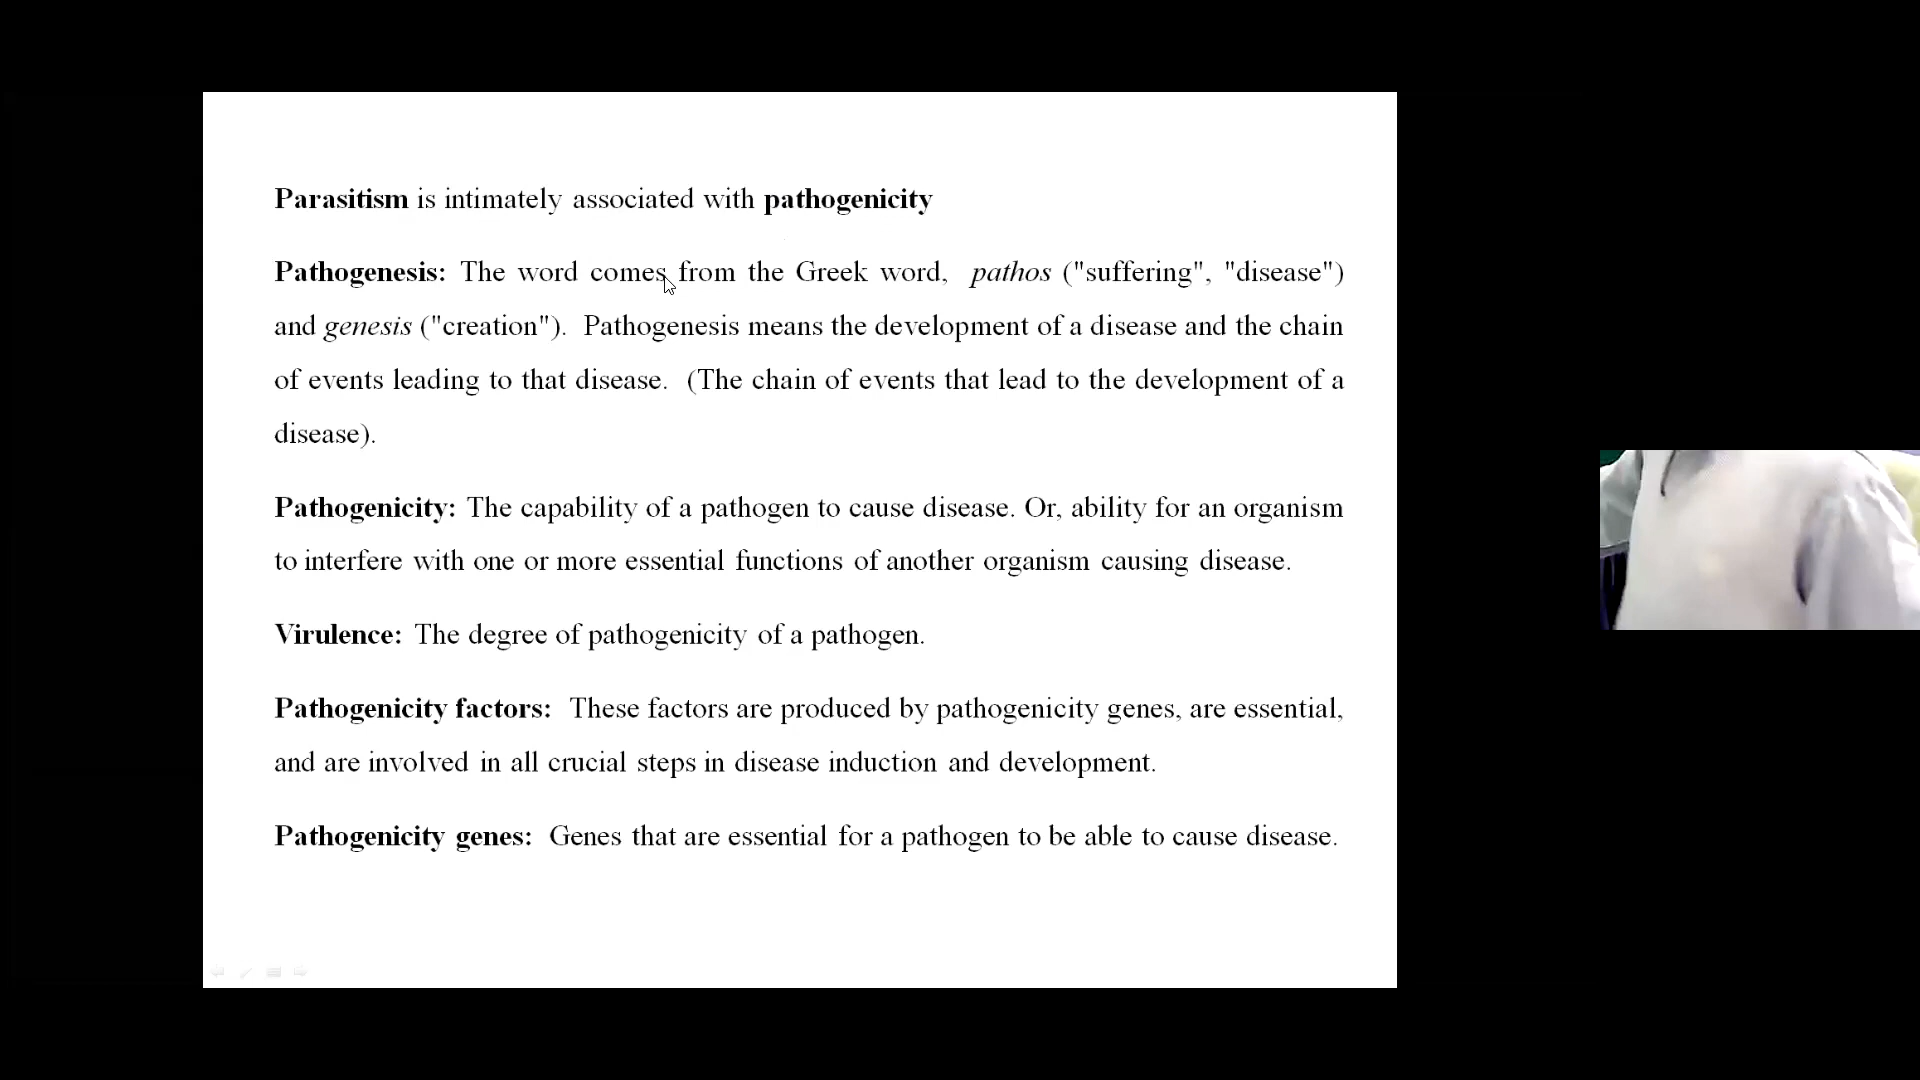 Parasitism is intimately associated with pathogenicity
Pathogenesis: The word comes from the Greek word, pathos ("suffering", "disease")
and genesis ("creation"). Pathogenesis means the development of a disease and the chain
of events leading to that disease. (The chain of events that lead to the development of a
disease).
Pathogenicity: The capability of a pathogen to cause disease. Or, ability for an organism
to interfere with one or more essential functions of another organism causing disease.
Virulence: The degree of pathogenicity of a pathogen.
Pathogenicity factors: These factors are produced by pathogenicity genes, are essential,
and are involved in all crucial steps in disease induction and development.
Pathogenicity genes: Genes that are essential for a pathogen to be able to cause disease.